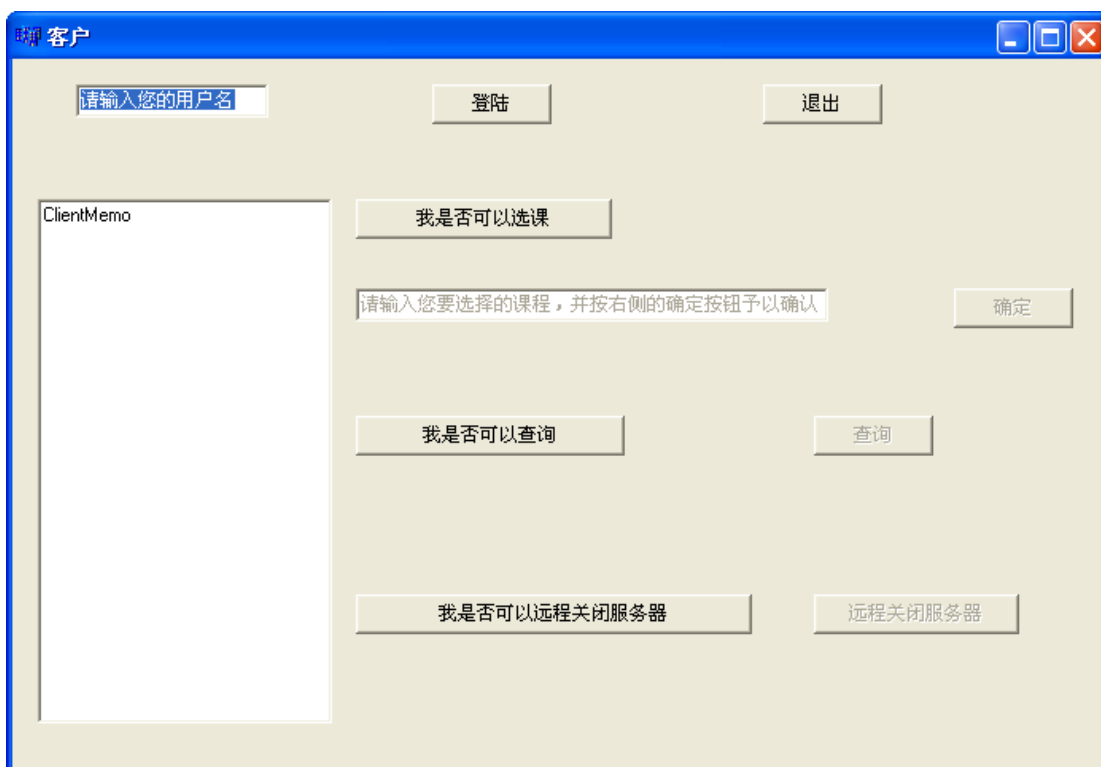 客户
请输入您的用户名 登陆 退出
ClientMemo 我是否可以选课
请输入您要选择的课程，并按右侧的确定按钮予以确认 确定
我是否可以查询 查询
我是否可以远程关闭服务器 远程关闭服务器